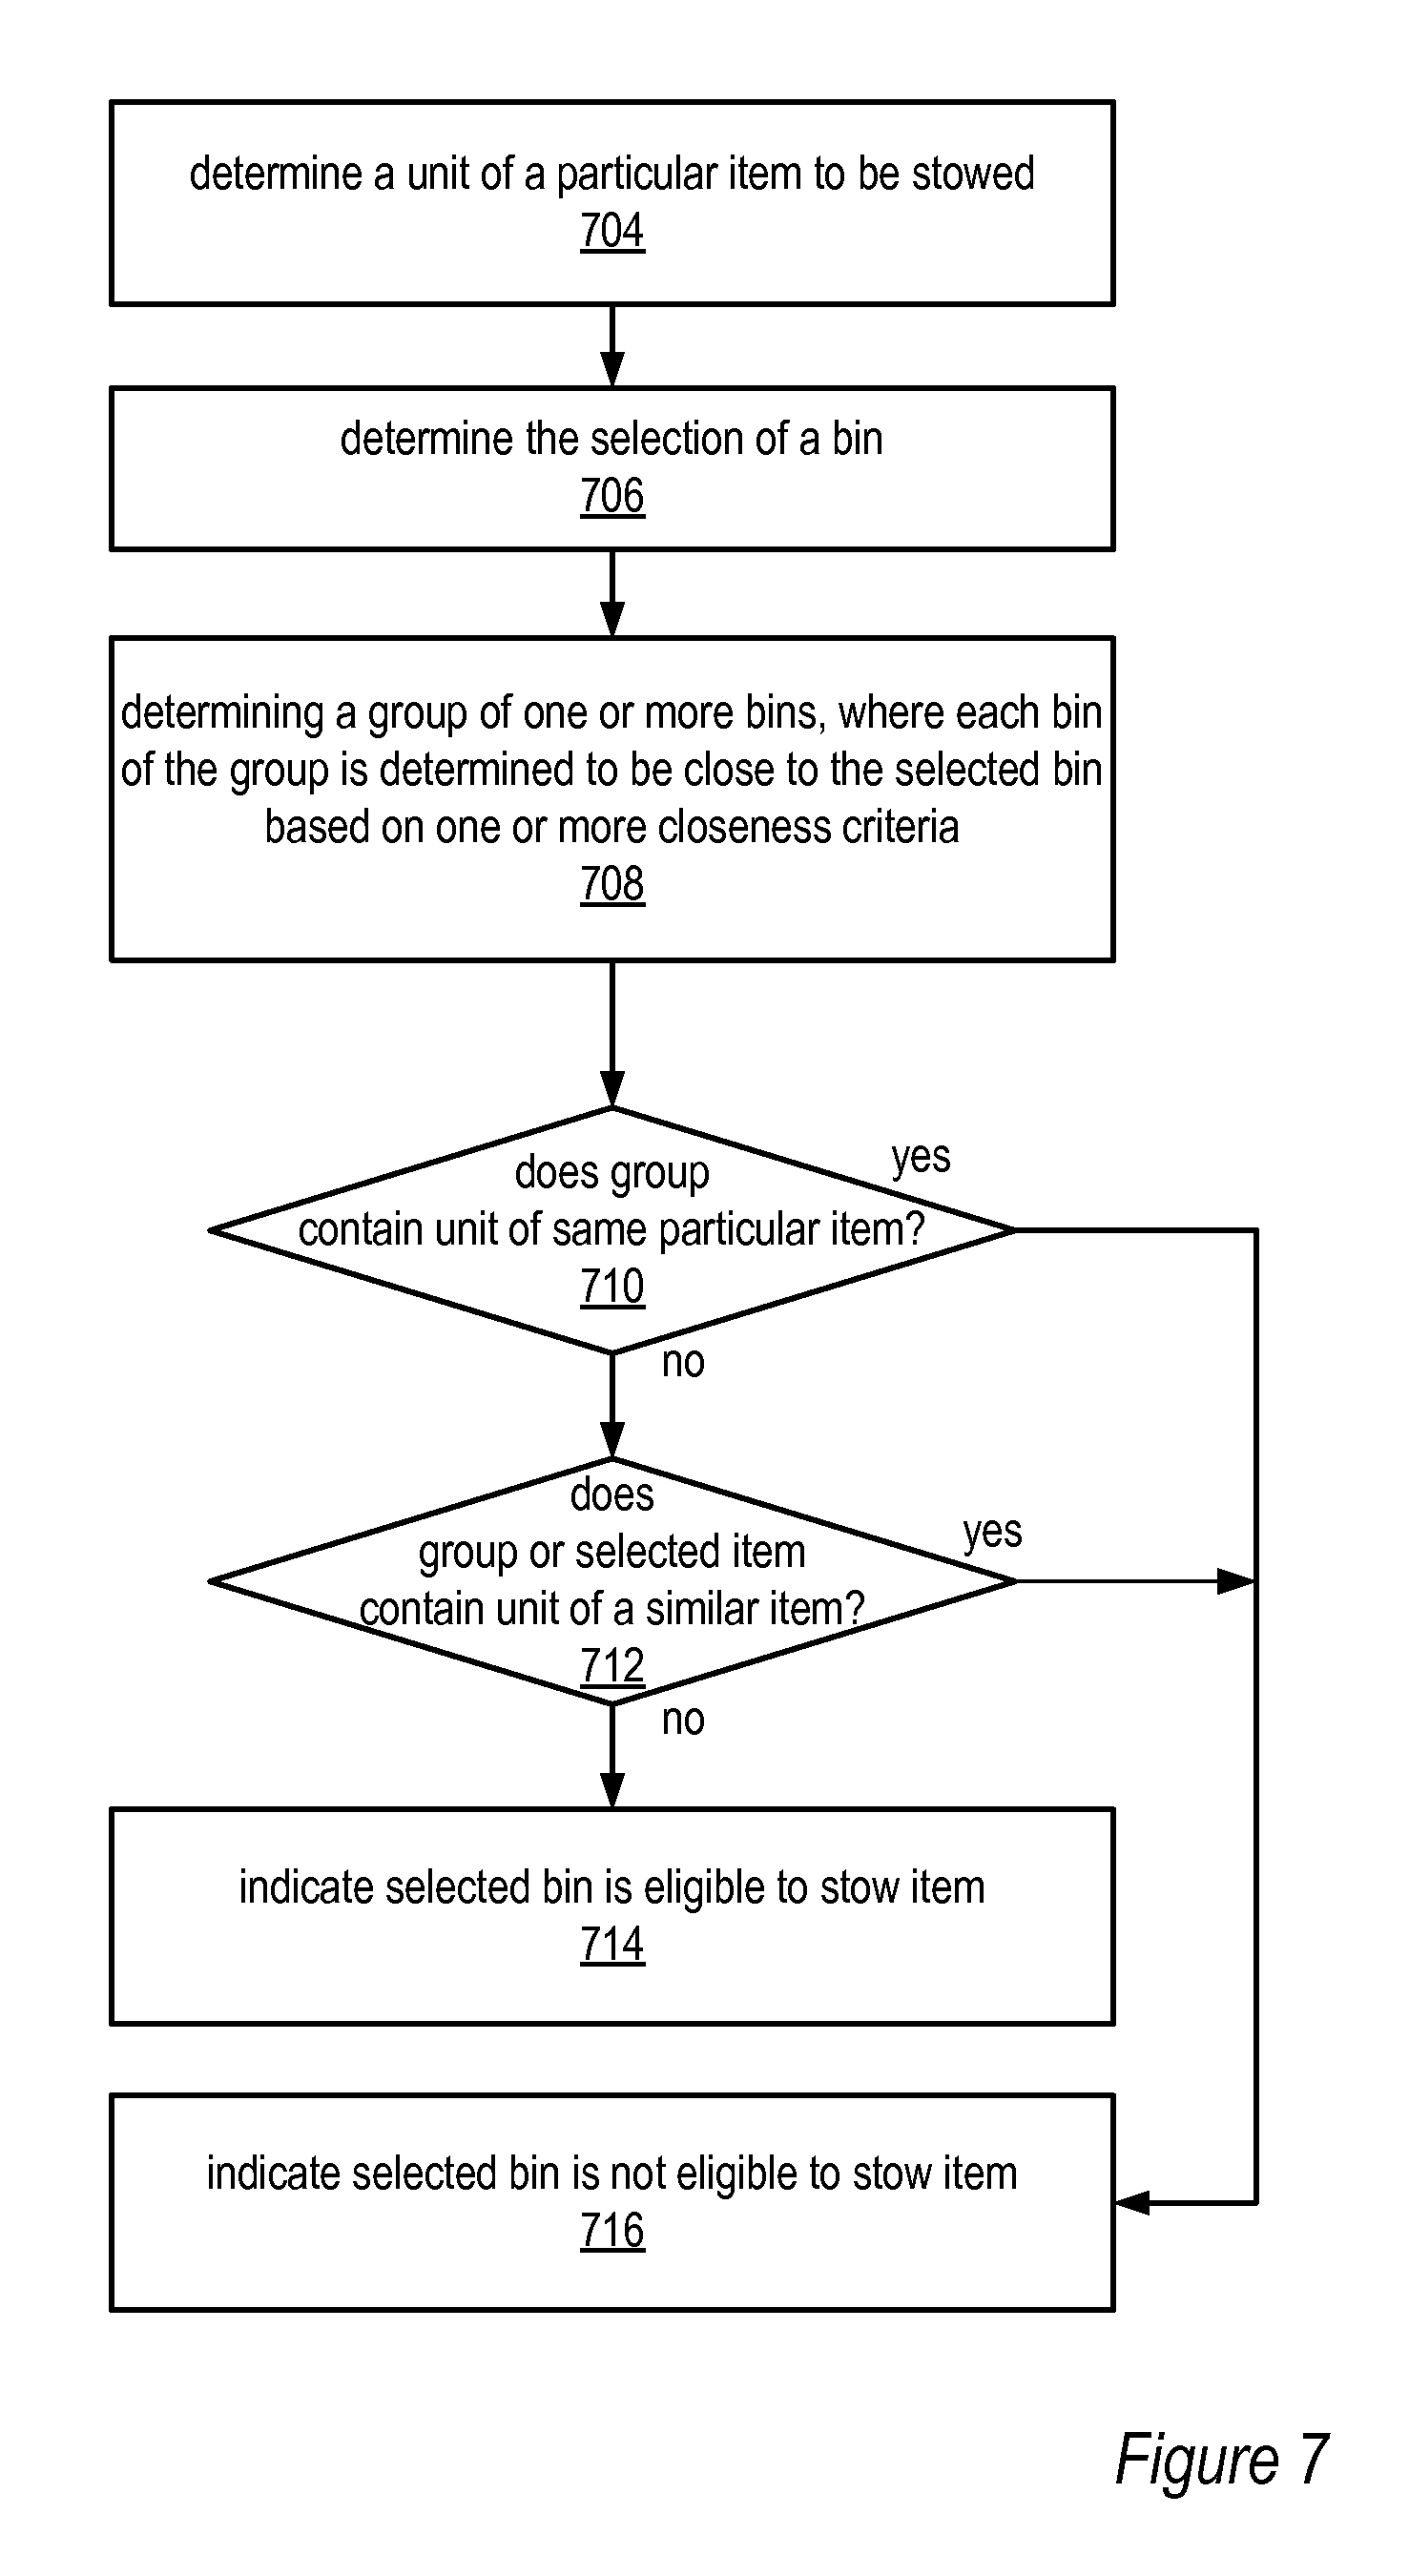 determine a unit of a particular item to be stowed
704
determine the selection of a bin
706
determining a group of one or more bins, where each bin
of the group is determined to be close to the selected bin
based on one or more closeness criteria
708
does group
contain unit of same particular item?
710
yes
no
does
group or selected item
contain unit of a similar item?
712
yes
no
indicate selected bin is eligible to stow item
714
indicate selected bin is not eligible to stow item
716
Figure 7